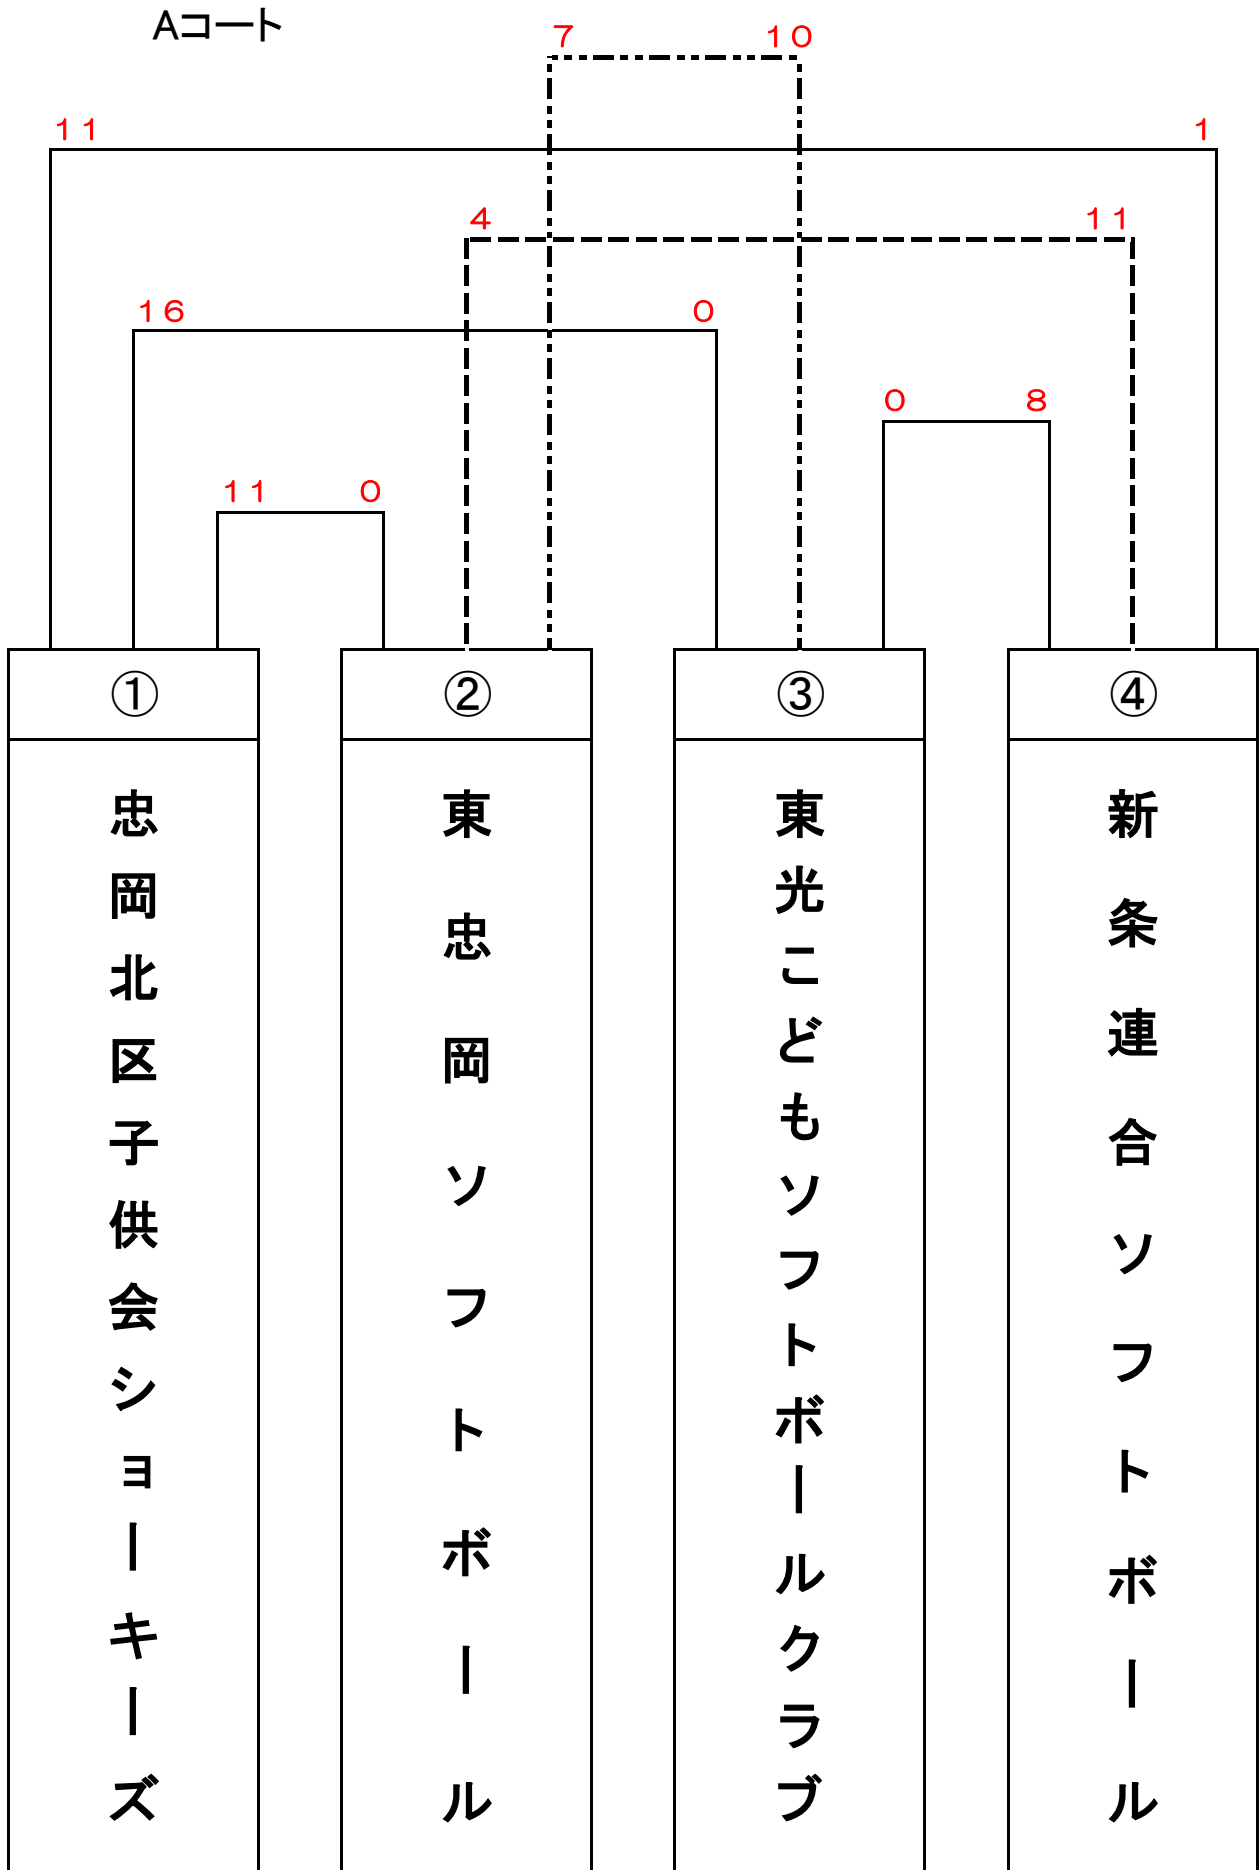 Aコート
7 10
11 1
4 11
16 0
0 8
11 0
① ② ③ ④
忠岡北区子供会ショーキーズ
東忠岡ソフトボール
東光こどもソフトボールクラブ
新条連合ソフトボール